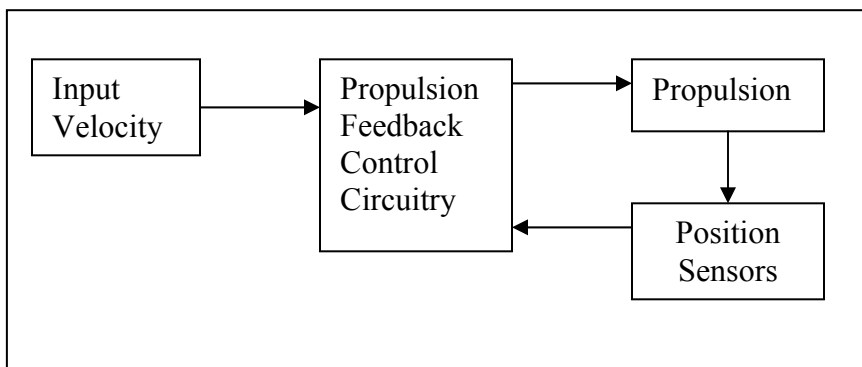 Input
Velocity
Propulsion
Feedback
Control
Circuitry
Propulsion
Position
Sensors